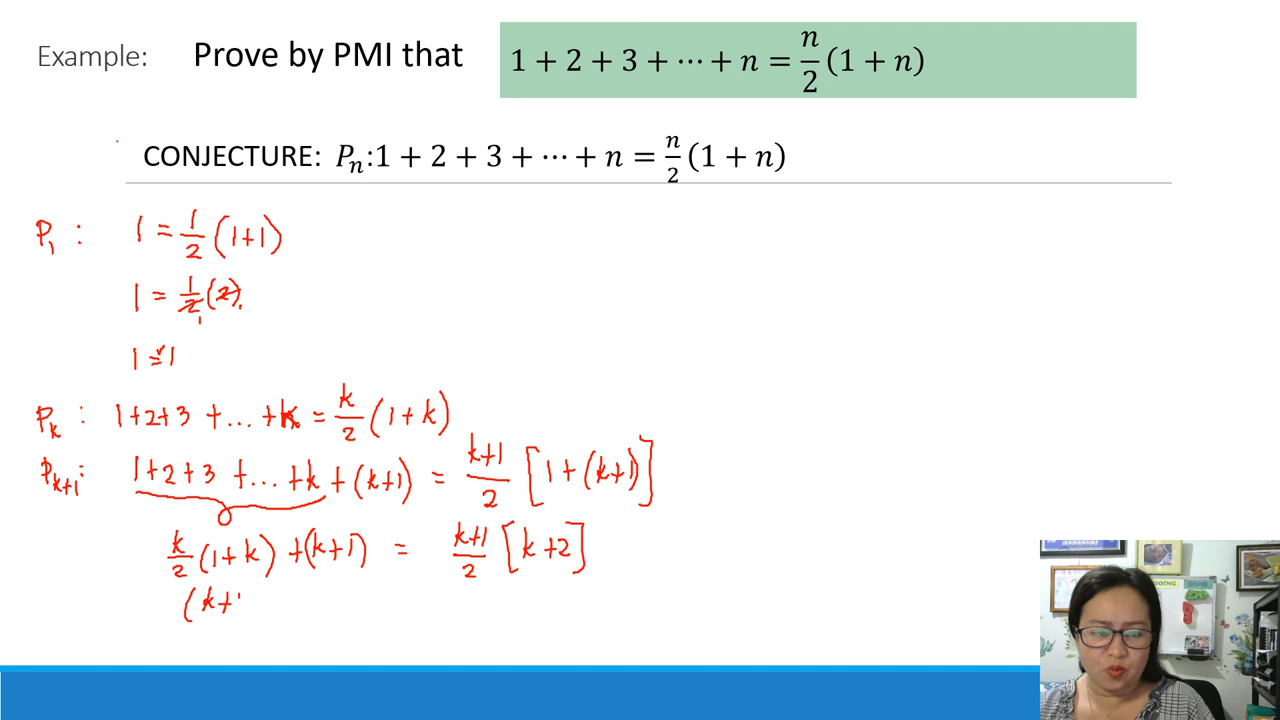 Example: Prove by PMI that 1 + 2 + 3 + ⋯ + n = n/2 (1 + n)
CONJECTURE: Pₙ: 1 + 2 + 3 + ⋯ + n = n/2 (1 + n)
P₁ : 1 = 1/2 (1+1)
1 = 1/2 (2)
1
1 = 1
Pₖ : 1+2+3 + ... + k = k/2 (1 + k)
Pₖ₊₁ : 1+2+3 + ... + k + (k+1) = k+1/2 [1 + (k+1)]
k/2 (1 + k) + (k+1) = k+1/2 [k + 2]
(k+